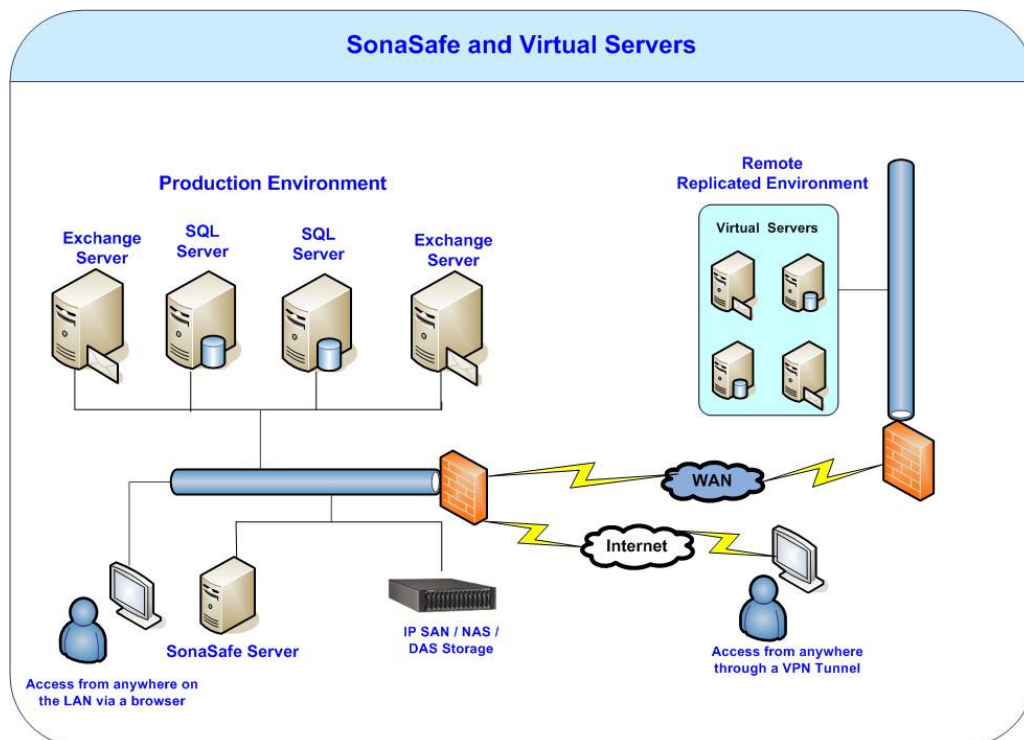 SonaSafe and Virtual Servers
Production Environment
Remote
Replicated Environment
Exchange
Server
SQL
Server
SQL
Server
Exchange
Server
Virtual Servers
WAN
Internet
SonaSafe Server
IP SAN / NAS /
DAS Storage
Access from anywhere on
the LAN via a browser
Access from anywhere
through a VPN Tunnel